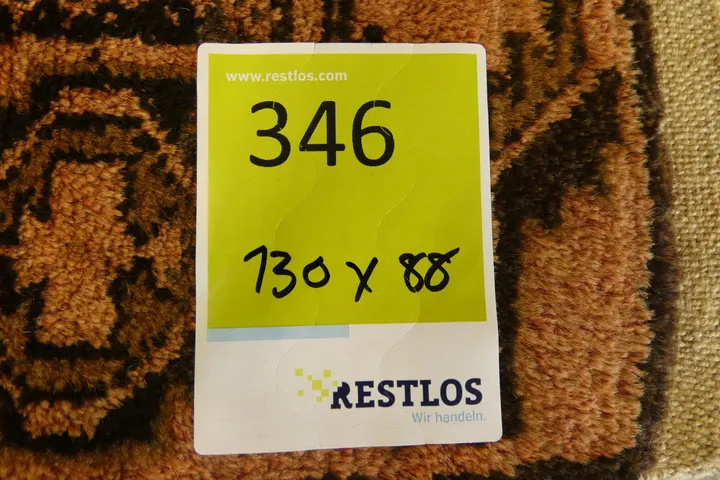 www.restlos.com
346
130 x 88
RESTLOS
Wir handeln.